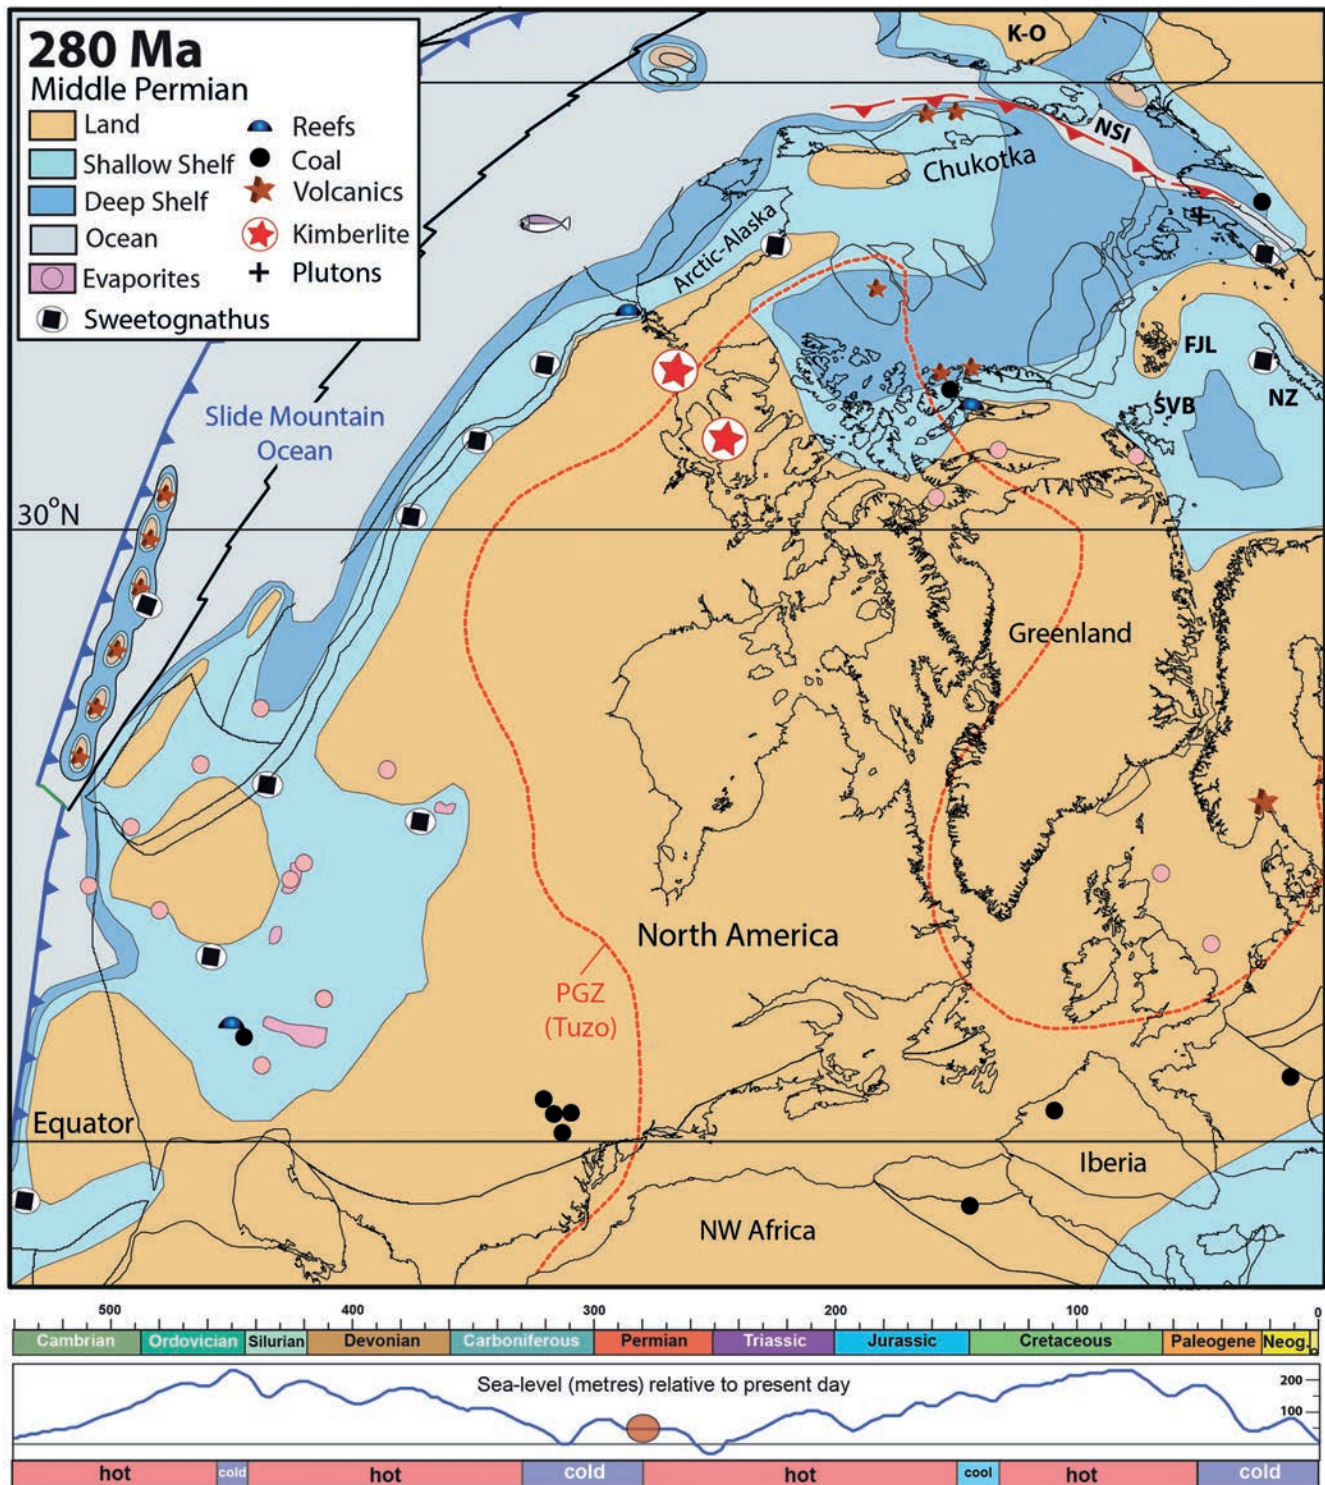 280 Ma
Middle Permian
Land
Shallow Shelf
Deep Shelf
Ocean
Evaporites
Sweetognathus
Reefs
Coal
Volcanics
Kimberlite
Plutons
K-O
NSI
Chukotka
Arctic-Alaska
FJL
SVB
NZ
Slide Mountain
Ocean
30°N
Greenland
North America
PGZ
(Tuzo)
Equator
Iberia
NW Africa
500 400 300 200 100 0
Cambrian Ordovician Silurian Devonian Carboniferous Permian Triassic Jurassic Cretaceous Paleogene Neog.
Sea-level (metres) relative to present day
200
100
hot cold hot cold hot cool hot cold